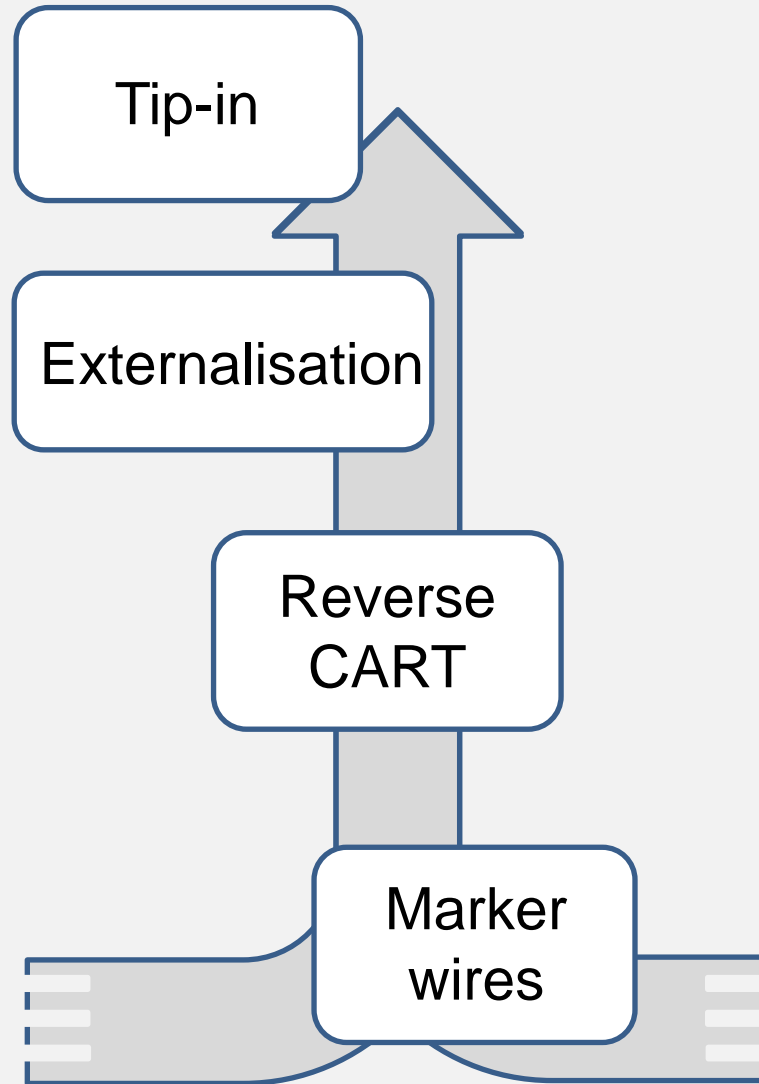 Tip-in
Externalisation
Reverse
CART
Marker
wires